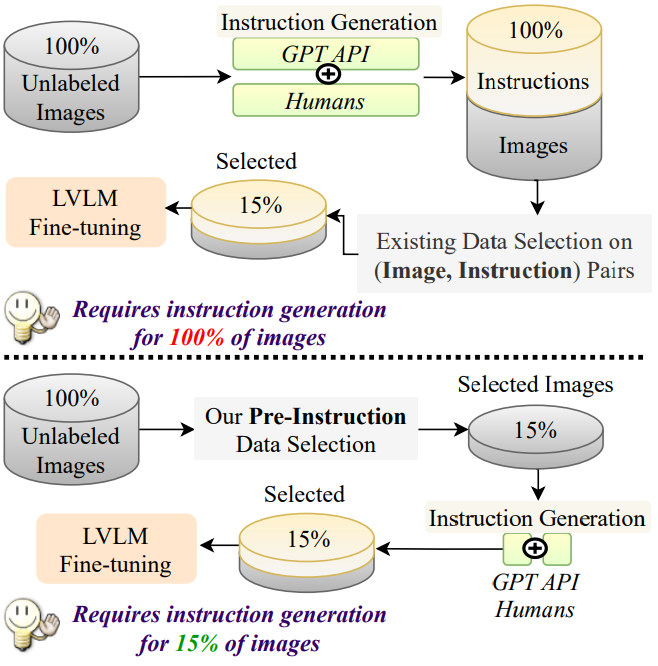 100%
Unlabeled
Images
Instruction Generation
GPT API
Humans
100%
Instructions
Images
Existing Data Selection on
(Image, Instruction) Pairs
Selected
15%
LVLM
Fine-tuning
Requires instruction generation
for 100% of images
100%
Unlabeled
Images
Our Pre-Instruction
Data Selection
Selected Images
15%
Instruction Generation
GPT API
Humans
Selected
15%
LVLM
Fine-tuning
Requires instruction generation
for 15% of images